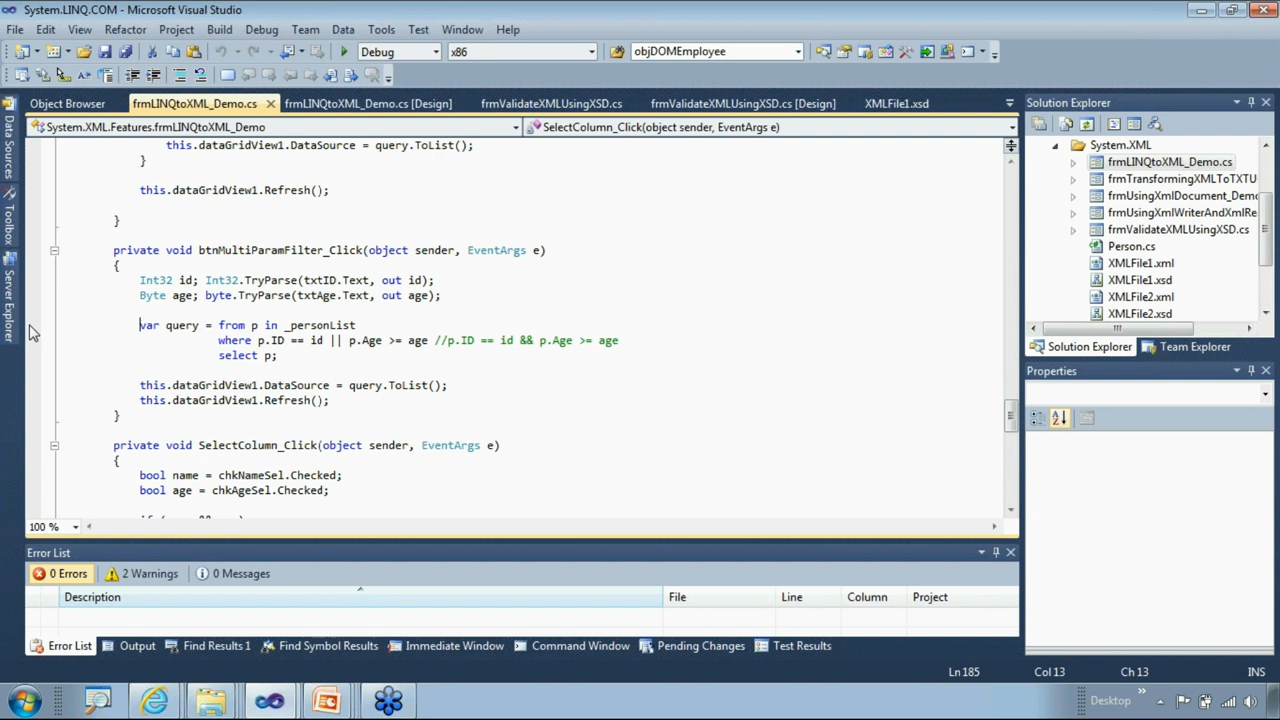 System.LINQ.COM - Microsoft Visual Studio
File Edit View Refactor Project Build Debug Team Data Tools Test Window Help
Debug x86 objDOMEmployee
Object Browser frmLINQtoXML_Demo.cs frmLINQtoXML_Demo.cs [Design] frmValidateXMLUsingXSD.cs frmValidateXMLUsingXSD.cs [Design] XMLFile1.xsd
System.XML.Features.frmLINQtoXML_Demo SelectColumn_Click(object sender, EventArgs e)
Data Sources
Toolbox
Server Explorer
this.dataGridView1.DataSource = query.ToList();
}
this.dataGridView1.Refresh();
}
private void btnMultiParamFilter_Click(object sender, EventArgs e)
{
Int32 id; Int32.TryParse(txtID.Text, out id);
Byte age; byte.TryParse(txtAge.Text, out age);
var query = from p in _personList
where p.ID == id || p.Age >= age //p.ID == id && p.Age >= age
select p;
this.dataGridView1.DataSource = query.ToList();
this.dataGridView1.Refresh();
}
private void SelectColumn_Click(object sender, EventArgs e)
{
bool name = chkNameSel.Checked;
bool age = chkAgeSel.Checked;
100 %
Solution Explorer
System.XML
frmLINQtoXML_Demo.cs
frmTransformingXMLToTXTU
frmUsingXmlDocument_Demo
frmUsingXmlWriterAndXmlRe
frmValidateXMLUsingXSD.cs
Person.cs
XMLFile1.xml
XMLFile1.xsd
XMLFile2.xml
XMLFile2.xsd
Solution Explorer Team Explorer
Properties
Error List
0 Errors 2 Warnings 0 Messages
Description File Line Column Project
Error List Output Find Results 1 Find Symbol Results Immediate Window Command Window Pending Changes Test Results
Ln 185 Col 13 Ch 13 INS
Desktop